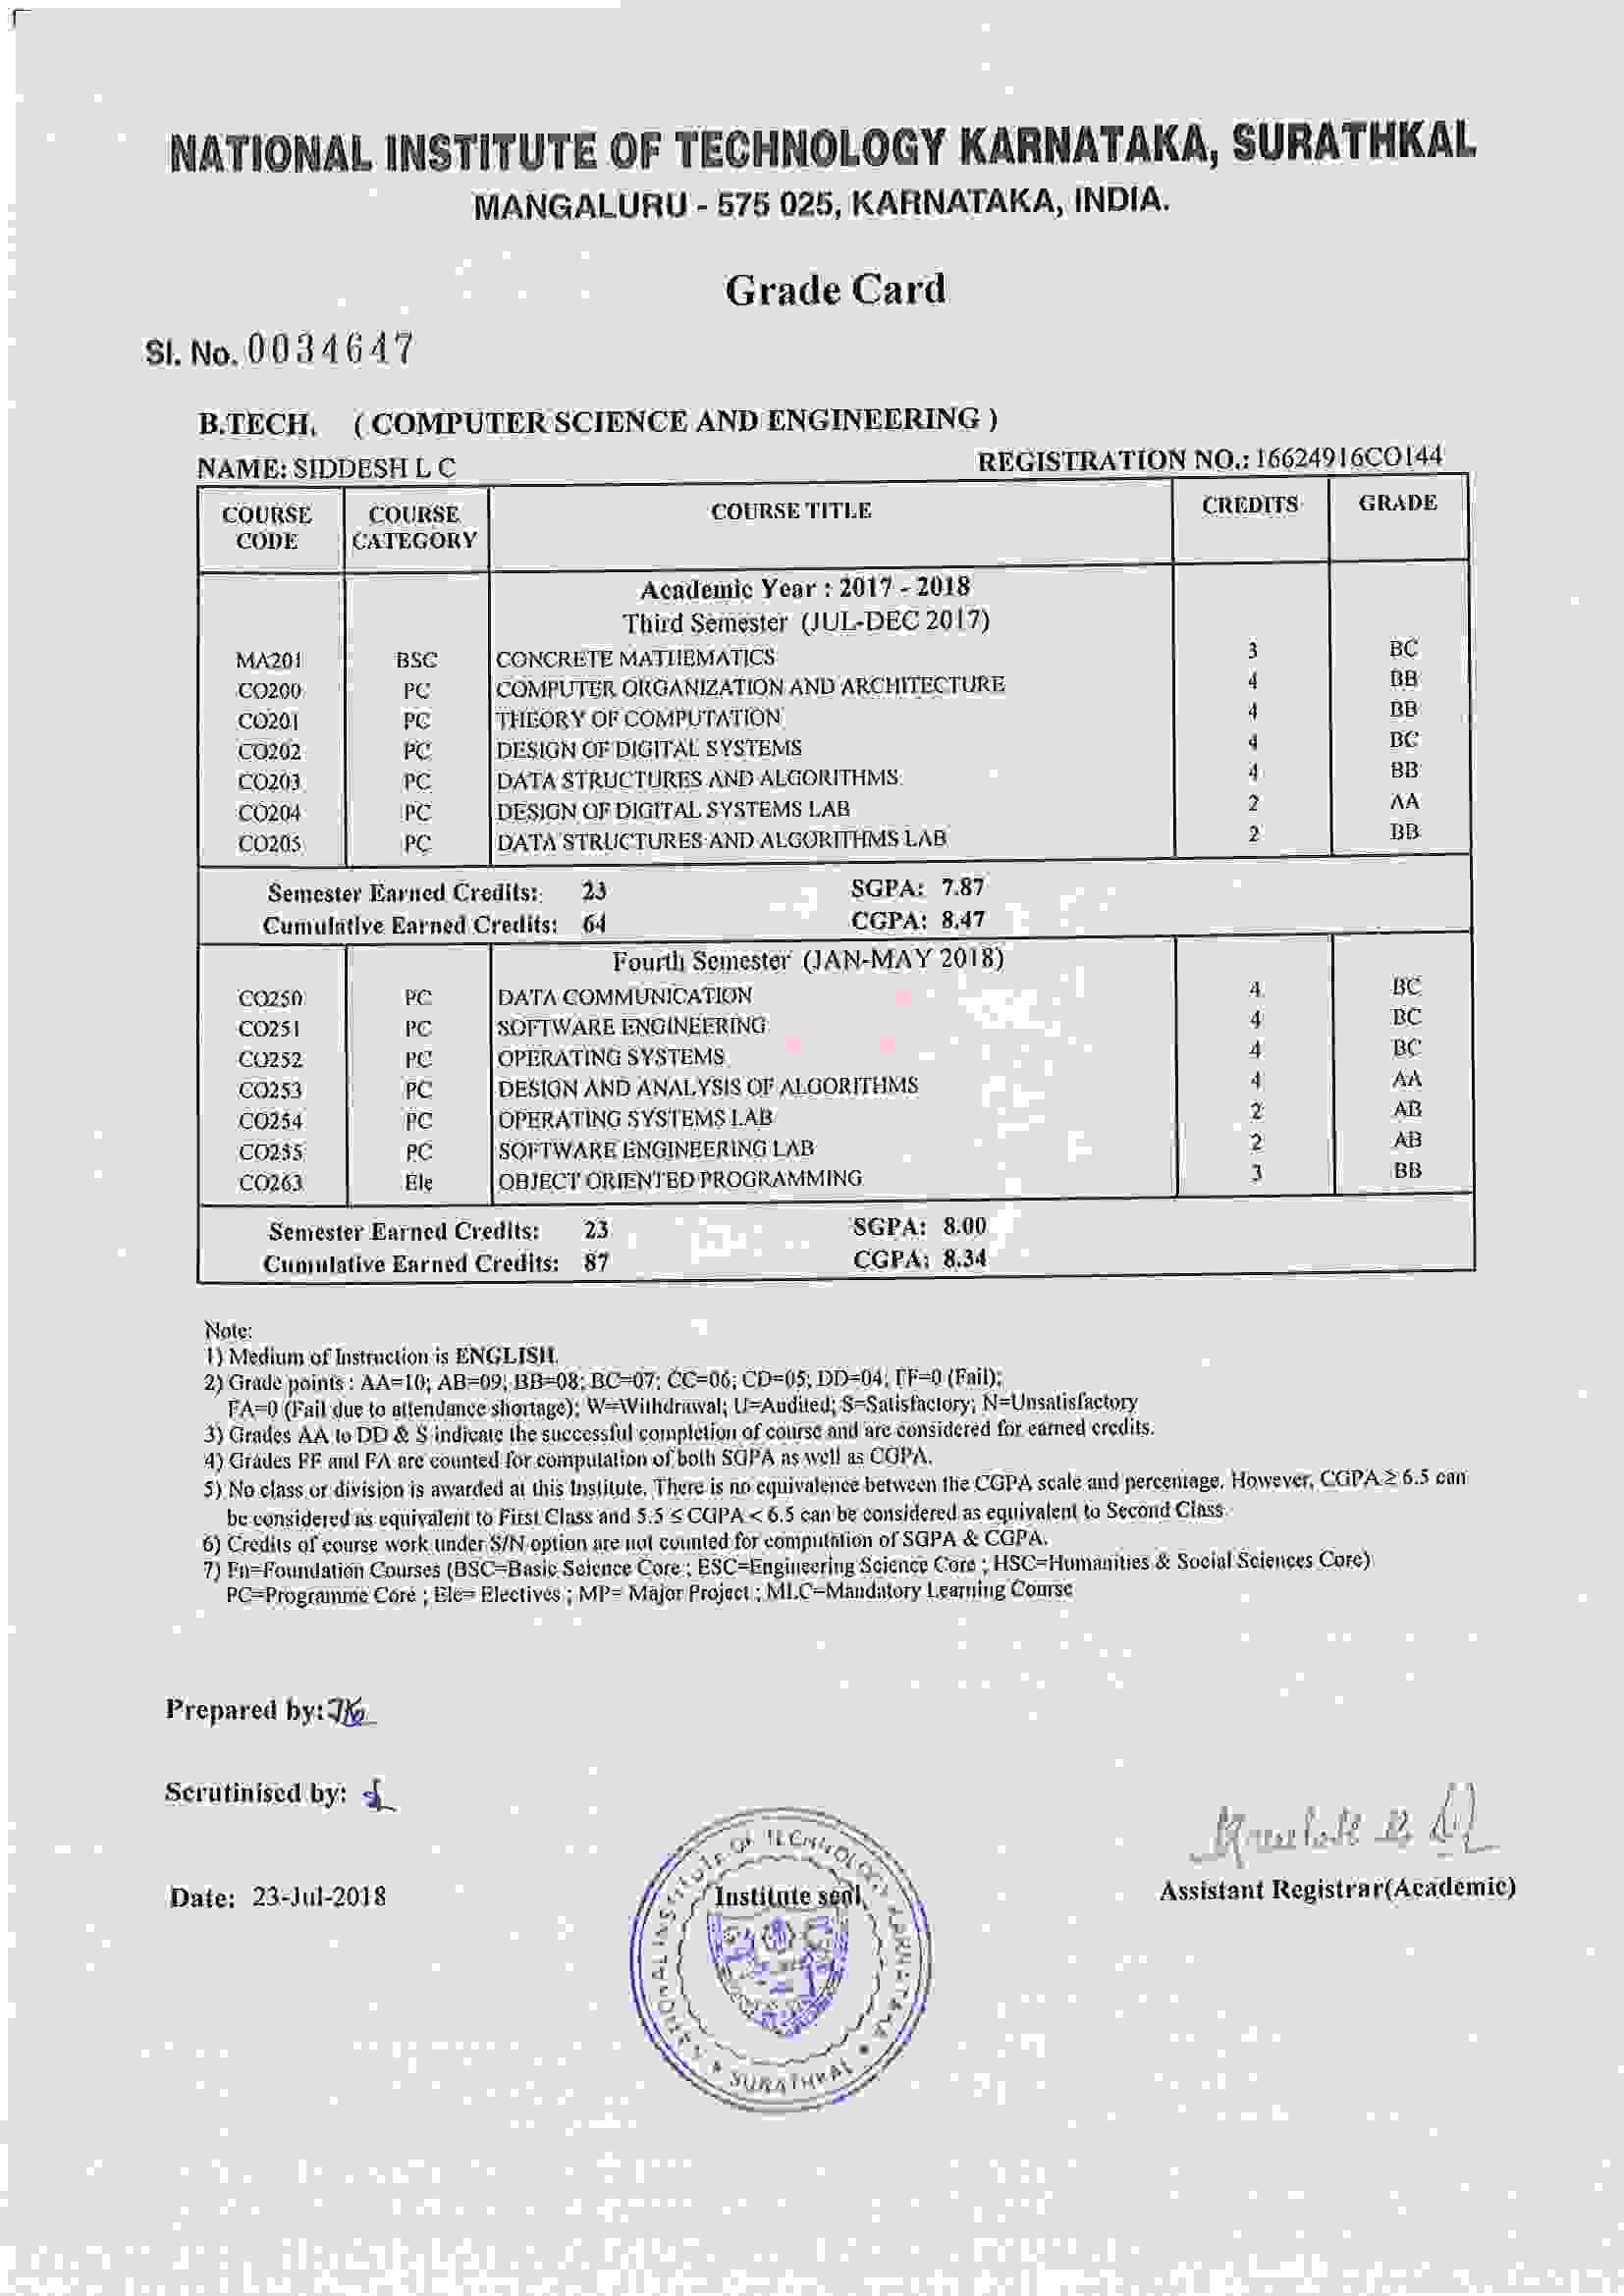 NATIONAL INSTITUTE OF TECHNOLOGY KARNATAKA, SURATHKAL
MANGALURU - 575 025, KARNATAKA, INDIA.
Grade Card
Sl. No. 0034647
B.TECH. ( COMPUTER SCIENCE AND ENGINEERING )
NAME: SIDDESH L C REGISTRATION NO.: 16624916CO144
COURSE CODE COURSE CATEGORY COURSE TITLE CREDITS GRADE
Academic Year : 2017 - 2018
Third Semester (JUL-DEC 2017)
MA201 BSC CONCRETE MATHEMATICS 3 BC
CO200 PC COMPUTER ORGANIZATION AND ARCHITECTURE 4 BB
CO201 PC THEORY OF COMPUTATION 4 BB
CO202 PC DESIGN OF DIGITAL SYSTEMS 4 BC
CO203 PC DATA STRUCTURES AND ALGORITHMS 4 BB
CO204 PC DESIGN OF DIGITAL SYSTEMS LAB 2 AA
CO205 PC DATA STRUCTURES AND ALGORITHMS LAB 2 BB
Semester Earned Credits: 23 SGPA: 7.87
Cumulative Earned Credits: 64 CGPA: 8.47
Fourth Semester (JAN-MAY 2018)
CO250 PC DATA COMMUNICATION 4 BC
CO251 PC SOFTWARE ENGINEERING 4 BC
CO252 PC OPERATING SYSTEMS 4 BC
CO253 PC DESIGN AND ANALYSIS OF ALGORITHMS 4 AA
CO254 PC OPERATING SYSTEMS LAB 2 AB
CO255 PC SOFTWARE ENGINEERING LAB 2 AB
CO263 Ele OBJECT ORIENTED PROGRAMMING 3 BB
Semester Earned Credits: 23 SGPA: 8.00
Cumulative Earned Credits: 87 CGPA: 8.34
Note:
1) Medium of Instruction is ENGLISH.
2) Grade points : AA=10; AB=09; BB=08; BC=07; CC=06; CD=05; DD=04; FF=0 (Fail);
FA=0 (Fail due to attendance shortage); W=Withdrawal; U=Audited; S=Satisfactory; N=Unsatisfactory
3) Grades AA to DD & S indicate the successful completion of course and are considered for earned credits.
4) Grades FF and FA are counted for computation of both SGPA as well as CGPA.
5) No class or division is awarded at this Institute. There is no equivalence between the CGPA scale and percentage. However, CGPA ≥ 6.5 can
be considered as equivalent to First Class and 5.5 ≤ CGPA < 6.5 can be considered as equivalent to Second Class
6) Credits of course work under S/N option are not counted for computation of SGPA & CGPA.
7) Fn=Foundation Courses (BSC=Basic Science Core ; ESC=Engineering Science Core ; HSC=Humanities & Social Sciences Core)
PC=Programme Core ; Ele= Electives ; MP= Major Project ; MLC=Mandatory Learning Course
Prepared by:
Scrutinised by:
Date: 23-Jul-2018
Institute seal
NATIONAL INSTITUTE OF TECHNOLOGY KARNATAKA
SURATHKAL
Assistant Registrar(Academic)